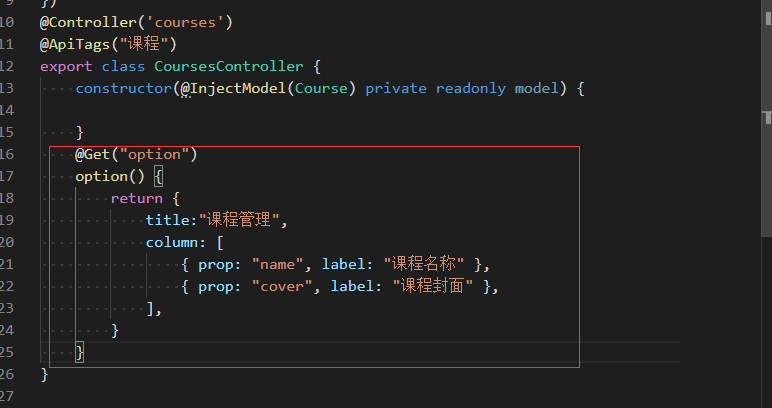 9 })
10 @Controller('courses')
11 @ApiTags("课程")
12 export class CoursesController {
13 constructor(@InjectModel(Course) private readonly model) {
14
15 }
16 @Get("option")
17 option() {
18 return {
19 title:"课程管理",
20 column: [
21 { prop: "name", label: "课程名称" },
22 { prop: "cover", label: "课程封面" },
23 ],
24 }
25 }
26 }
27